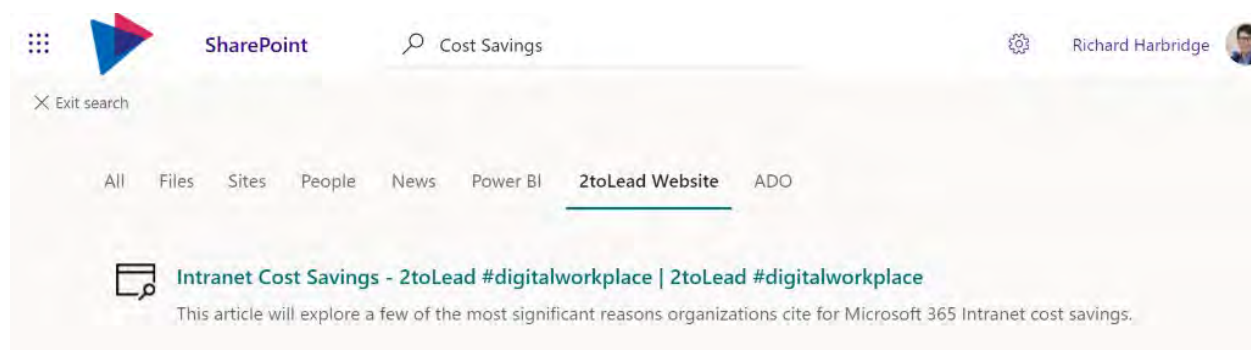 SharePoint Cost Savings Richard Harbridge
Exit search
All Files Sites People News Power BI 2toLead Website ADO
Intranet Cost Savings - 2toLead #digitalworkplace | 2toLead #digitalworkplace
This article will explore a few of the most significant reasons organizations cite for Microsoft 365 Intranet cost savings.